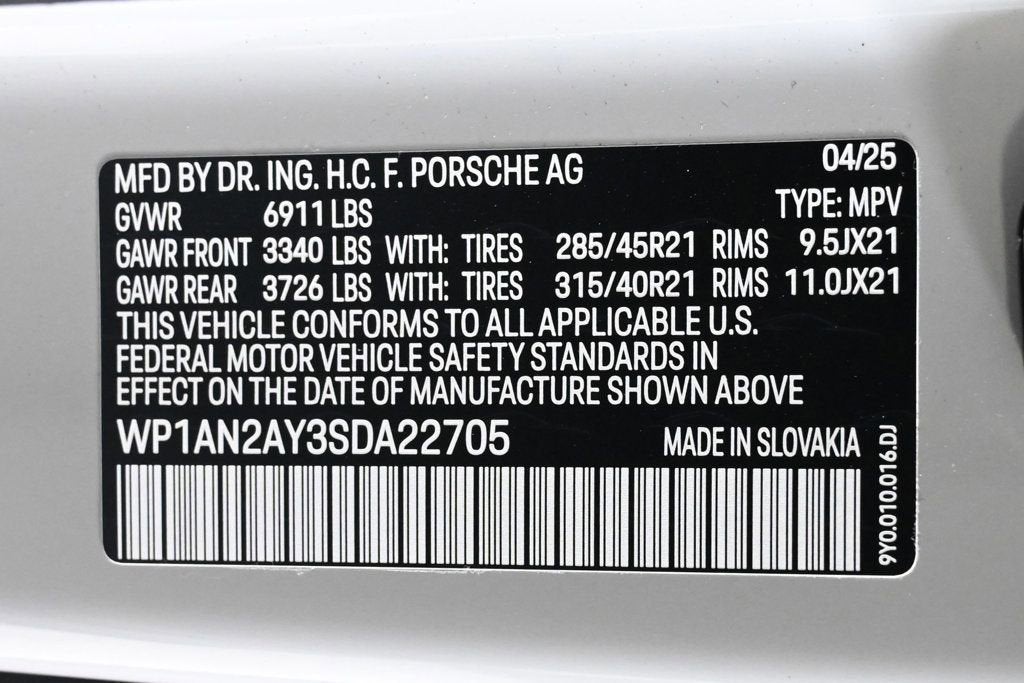 MFD BY DR. ING. H.C. F. PORSCHE AG 04/25
GVWR 6911 LBS TYPE: MPV
GAWR FRONT 3340 LBS WITH: TIRES 285/45R21 RIMS 9.5JX21
GAWR REAR 3726 LBS WITH: TIRES 315/40R21 RIMS 11.0JX21
THIS VEHICLE CONFORMS TO ALL APPLICABLE U.S.
FEDERAL MOTOR VEHICLE SAFETY STANDARDS IN
EFFECT ON THE DATE OF MANUFACTURE SHOWN ABOVE
WP1AN2AY3SDA22705 MADE IN SLOVAKIA
9Y0.010.016.DJ